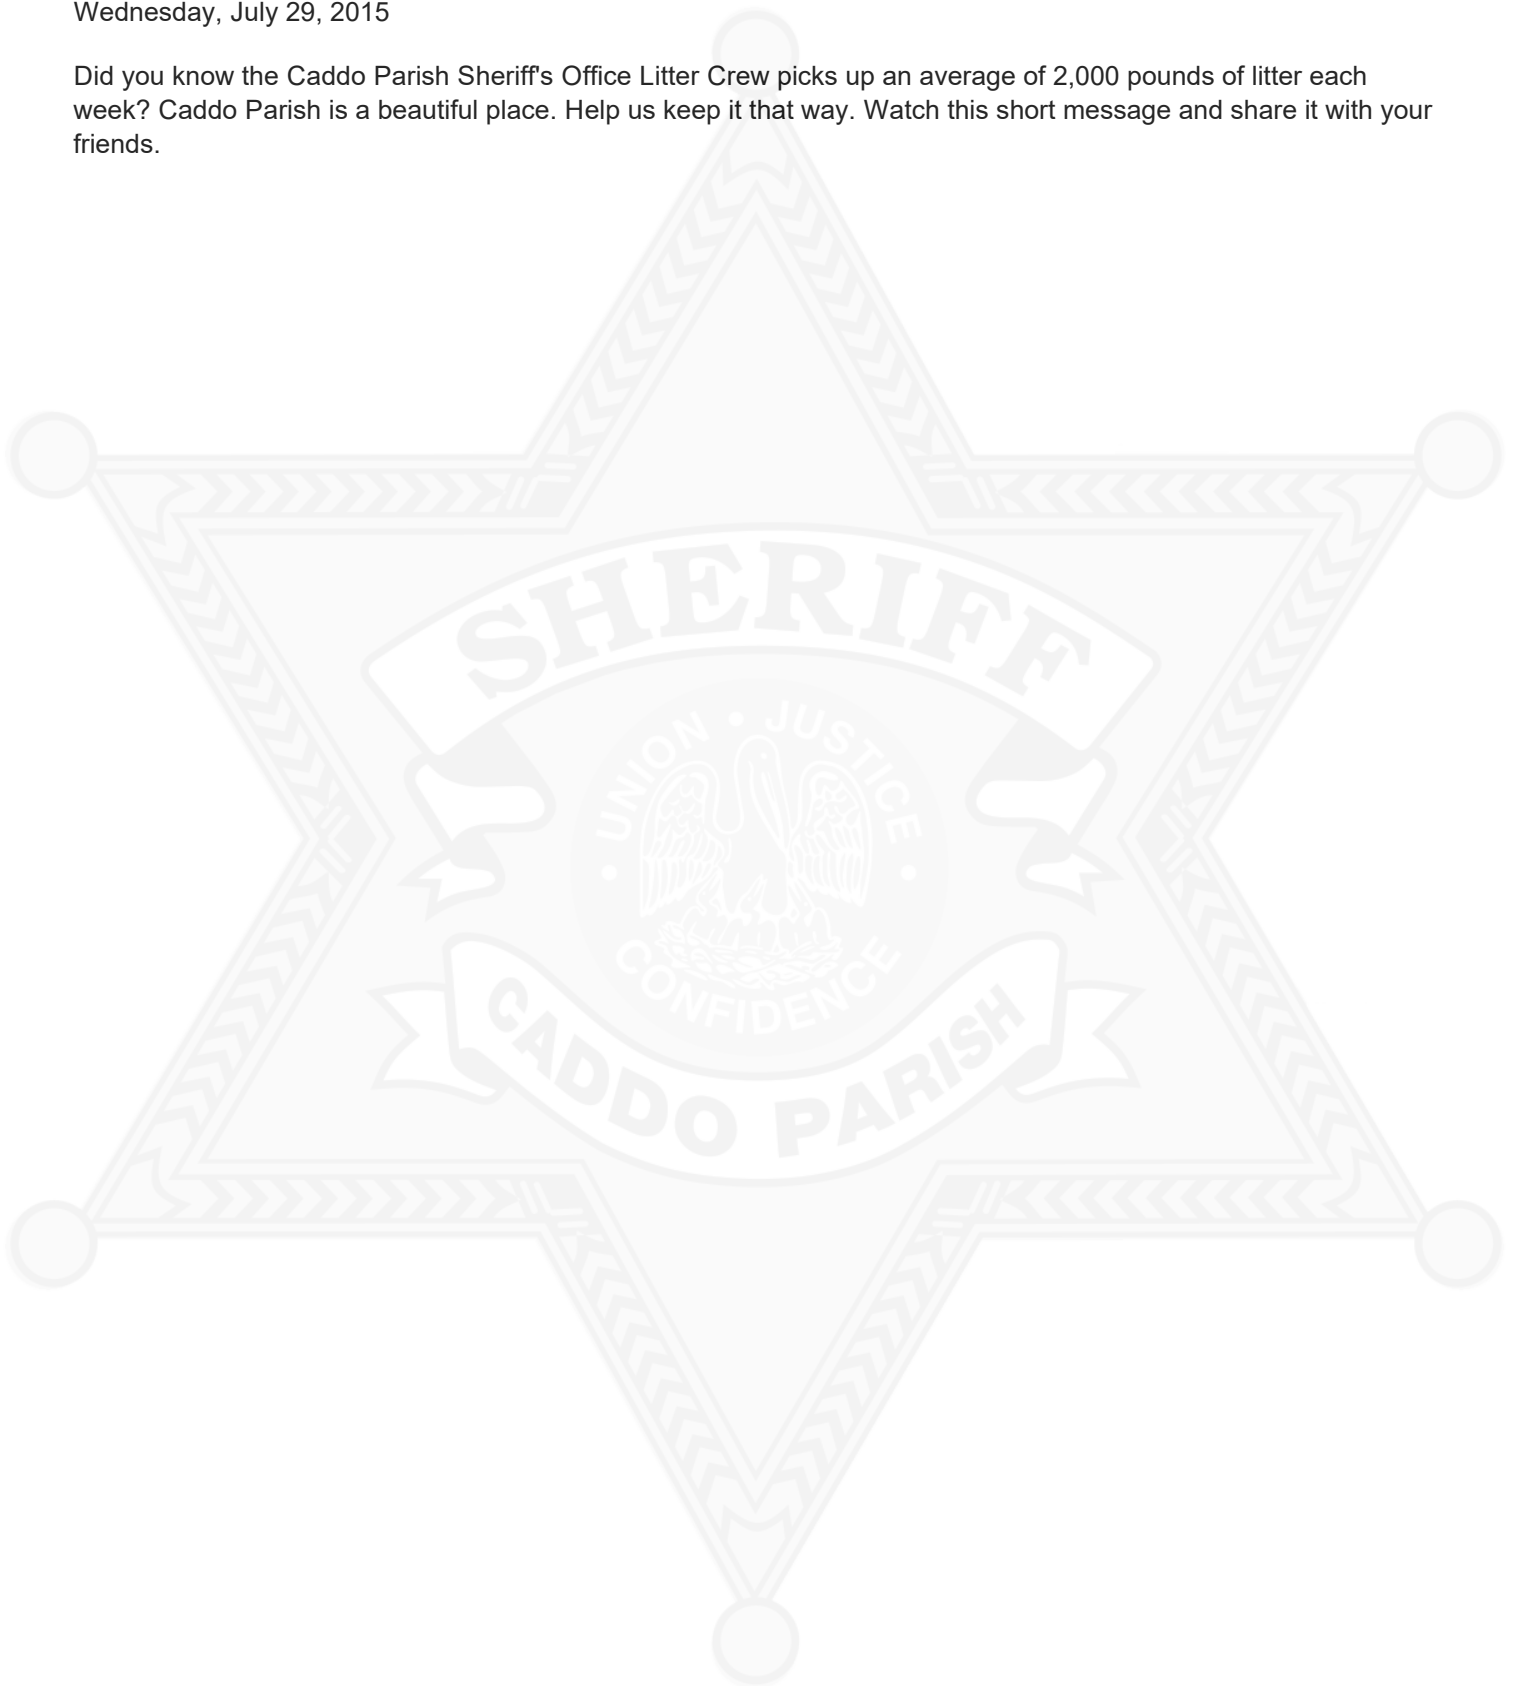 Wednesday, July 29, 2015
Did you know the Caddo Parish Sheriff's Office Litter Crew picks up an average of 2,000 pounds of litter each
week? Caddo Parish is a beautiful place. Help us keep it that way. Watch this short message and share it with your
friends.
SHERIFF
UNION • JUSTICE
• CONFIDENCE •
CADDO PARISH